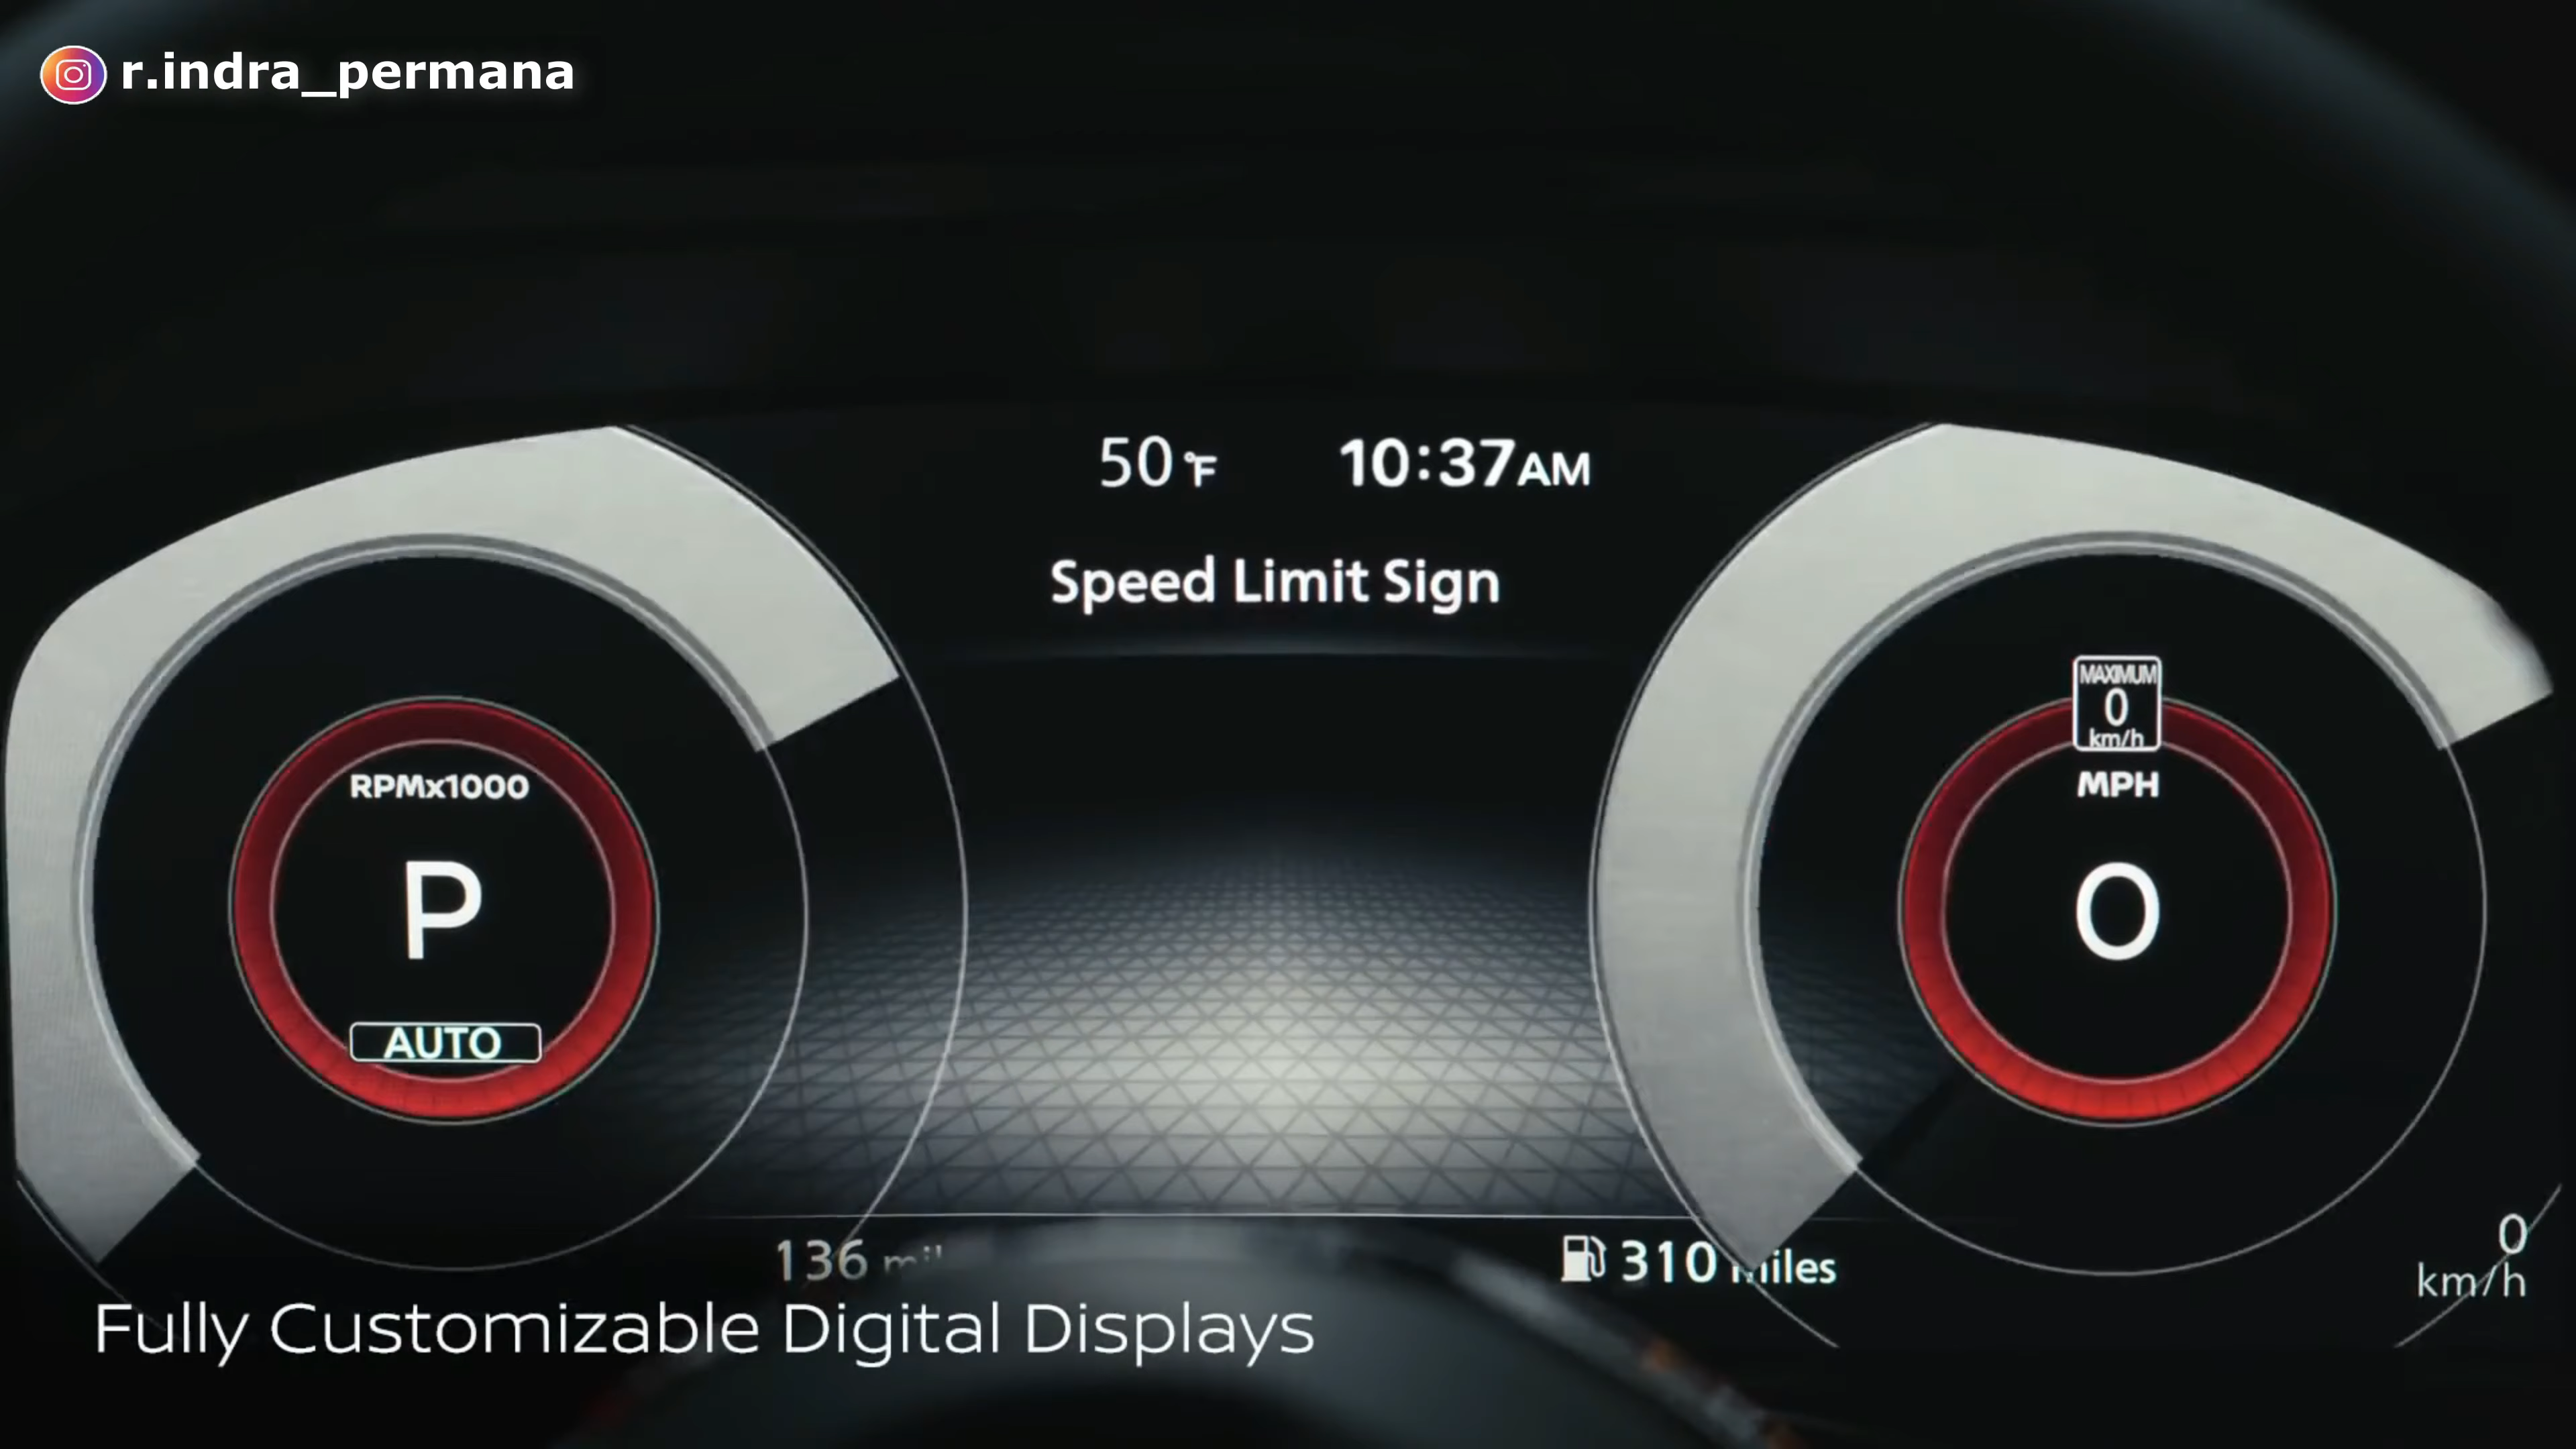 r.indra_permana
50 °F
10:37AM
Speed Limit Sign
RPMx1000
P
AUTO
MAXIMUM
0
km/h
MPH
0
136
310 miles
0
km/h
Fully Customizable Digital Displays